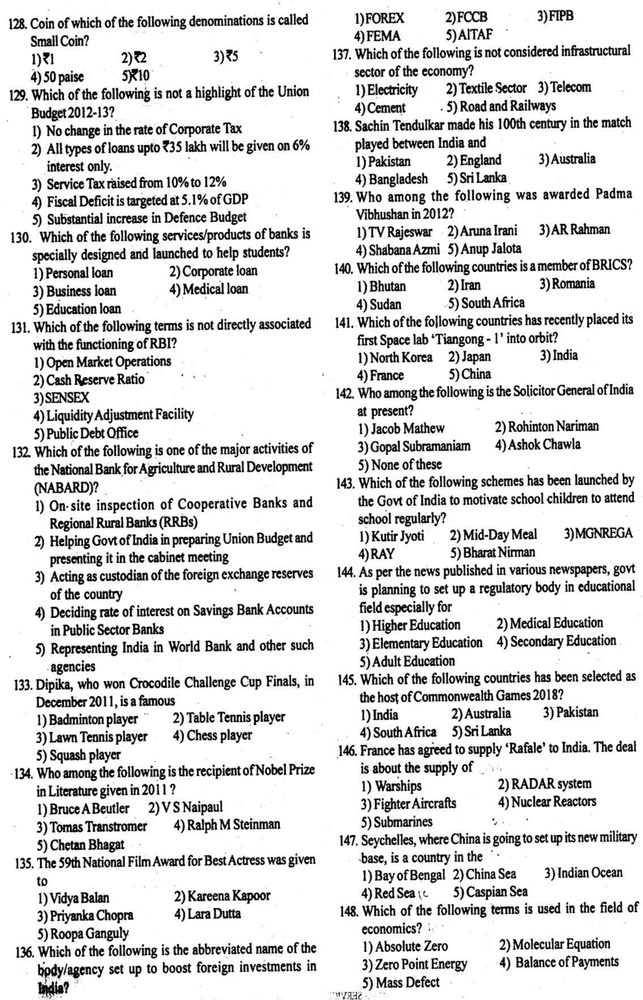 128. Coin of which of the following denominations is called
Small Coin?
1) ₹1 2) ₹2 3) ₹5
4) 50 paise 5) ₹10
129. Which of the following is not a highlight of the Union
Budget 2012-13?
1) No change in the rate of Corporate Tax
2) All types of loans upto ₹35 lakh will be given on 6%
interest only.
3) Service Tax raised from 10% to 12%
4) Fiscal Deficit is targeted at 5.1% of GDP
5) Substantial increase in Defence Budget
130. Which of the following services/products of banks is
specially designed and launched to help students?
1) Personal loan 2) Corporate loan
3) Business loan 4) Medical loan
5) Education loan
131. Which of the following terms is not directly associated
with the functioning of RBI?
1) Open Market Operations
2) Cash Reserve Ratio
3) SENSEX
4) Liquidity Adjustment Facility
5) Public Debt Office
132. Which of the following is one of the major activities of
the National Bank for Agriculture and Rural Development
(NABARD)?
1) On-site inspection of Cooperative Banks and
Regional Rural Banks (RRBs)
2) Helping Govt of India in preparing Union Budget and
presenting it in the cabinet meeting
3) Acting as custodian of the foreign exchange reserves
of the country
4) Deciding rate of interest on Savings Bank Accounts
in Public Sector Banks
5) Representing India in World Bank and other such
agencies
133. Dipika, who won Crocodile Challenge Cup Finals, in
December 2011, is a famous
1) Badminton player 2) Table Tennis player
3) Lawn Tennis player 4) Chess player
5) Squash player
134. Who among the following is the recipient of Nobel Prize
in Literature given in 2011 ?
1) Bruce A Beutler 2) V S Naipaul
3) Tomas Transtromer 4) Ralph M Steinman
5) Chetan Bhagat
135. The 59th National Film Award for Best Actress was given
to
1) Vidya Balan 2) Kareena Kapoor
3) Priyanka Chopra 4) Lara Dutta
5) Roopa Ganguly
136. Which of the following is the abbreviated name of the
body/agency set up to boost foreign investments in
India?
1) FOREX 2) FCCB 3) FIPB
4) FEMA 5) AITAF
137. Which of the following is not considered infrastructural
sector of the economy?
1) Electricity 2) Textile Sector 3) Telecom
4) Cement 5) Road and Railways
138. Sachin Tendulkar made his 100th century in the match
played between India and
1) Pakistan 2) England 3) Australia
4) Bangladesh 5) Sri Lanka
139. Who among the following was awarded Padma
Vibhushan in 2012?
1) TV Rajeswar 2) Aruna Irani 3) AR Rahman
4) Shabana Azmi 5) Anup Jalota
140. Which of the following countries is a member of BRICS?
1) Bhutan 2) Iran 3) Romania
4) Sudan 5) South Africa
141. Which of the following countries has recently placed its
first Space lab ‘Tiangong - 1’ into orbit?
1) North Korea 2) Japan 3) India
4) France 5) China
142. Who among the following is the Solicitor General of India
at present?
1) Jacob Mathew 2) Rohinton Nariman
3) Gopal Subramaniam 4) Ashok Chawla
5) None of these
143. Which of the following schemes has been launched by
the Govt of India to motivate school children to attend
school regularly?
1) Kutir Jyoti 2) Mid-Day Meal 3) MGNREGA
4) RAY 5) Bharat Nirman
144. As per the news published in various newspapers, govt
is planning to set up a regulatory body in educational
field especially for
1) Higher Education 2) Medical Education
3) Elementary Education 4) Secondary Education
5) Adult Education
145. Which of the following countries has been selected as
the host of Commonwealth Games 2018?
1) India 2) Australia 3) Pakistan
4) South Africa 5) Sri Lanka
146. France has agreed to supply ‘Rafale’ to India. The deal
is about the supply of
1) Warships 2) RADAR system
3) Fighter Aircrafts 4) Nuclear Reactors
5) Submarines
147. Seychelles, where China is going to set up its new military
base, is a country in the
1) Bay of Bengal 2) China Sea 3) Indian Ocean
4) Red Sea 5) Caspian Sea
148. Which of the following terms is used in the field of
economics?
1) Absolute Zero 2) Molecular Equation
3) Zero Point Energy 4) Balance of Payments
5) Mass Defect